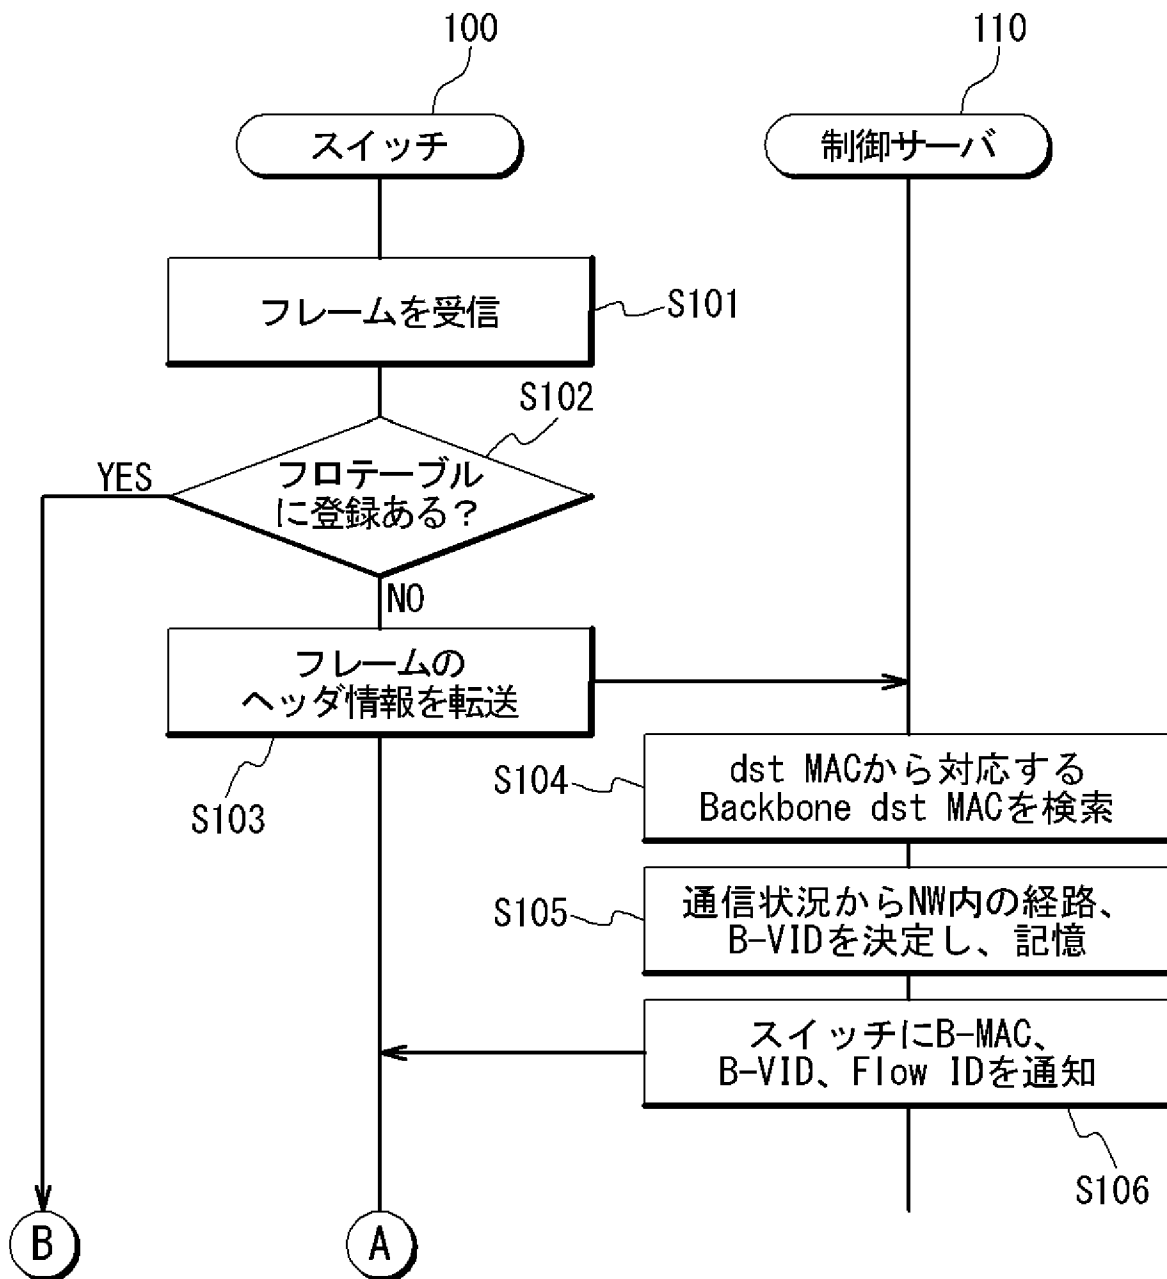 100
110
スイッチ
制御サーバ
フレームを受信
S101
S102
YES
フロテーブル
に登録ある？
NO
フレームの
ヘッダ情報を転送
S103
S104
dst MACから対応する
Backbone dst MACを検索
S105
通信状況からNW内の経路、
B-VIDを決定し、記憶
スイッチにB-MAC、
B-VID、Flow IDを通知
S106
B
A